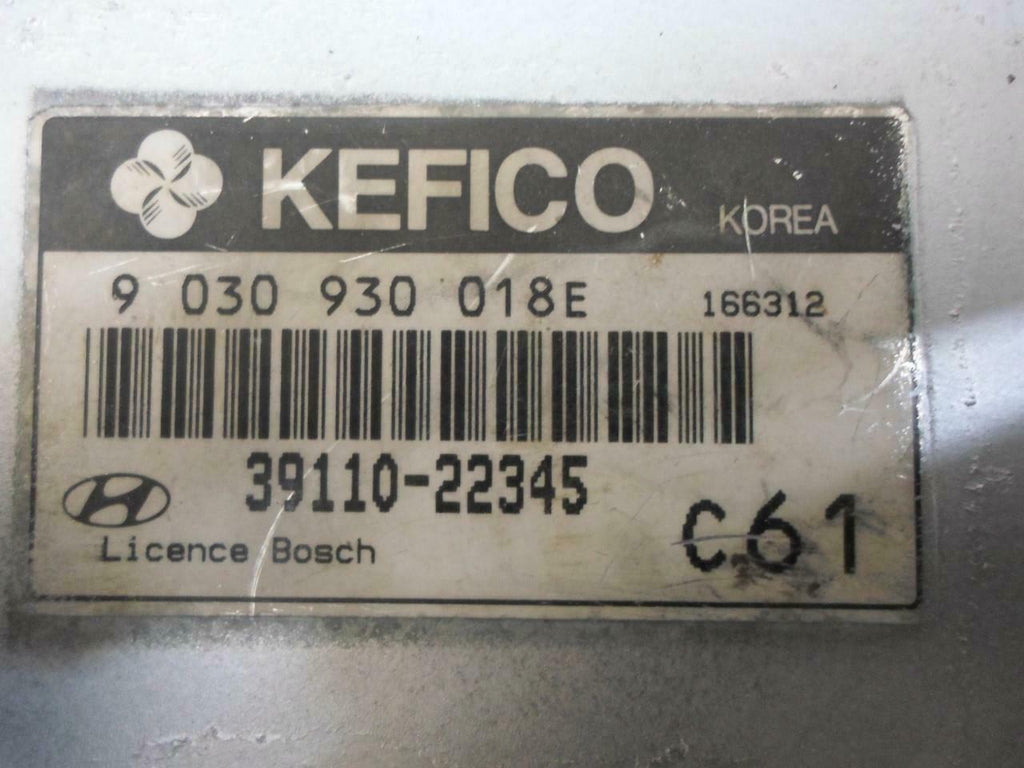 KEFICO KOREA
9 030 930 018E 166312
39110-22345
C61
Licence Bosch